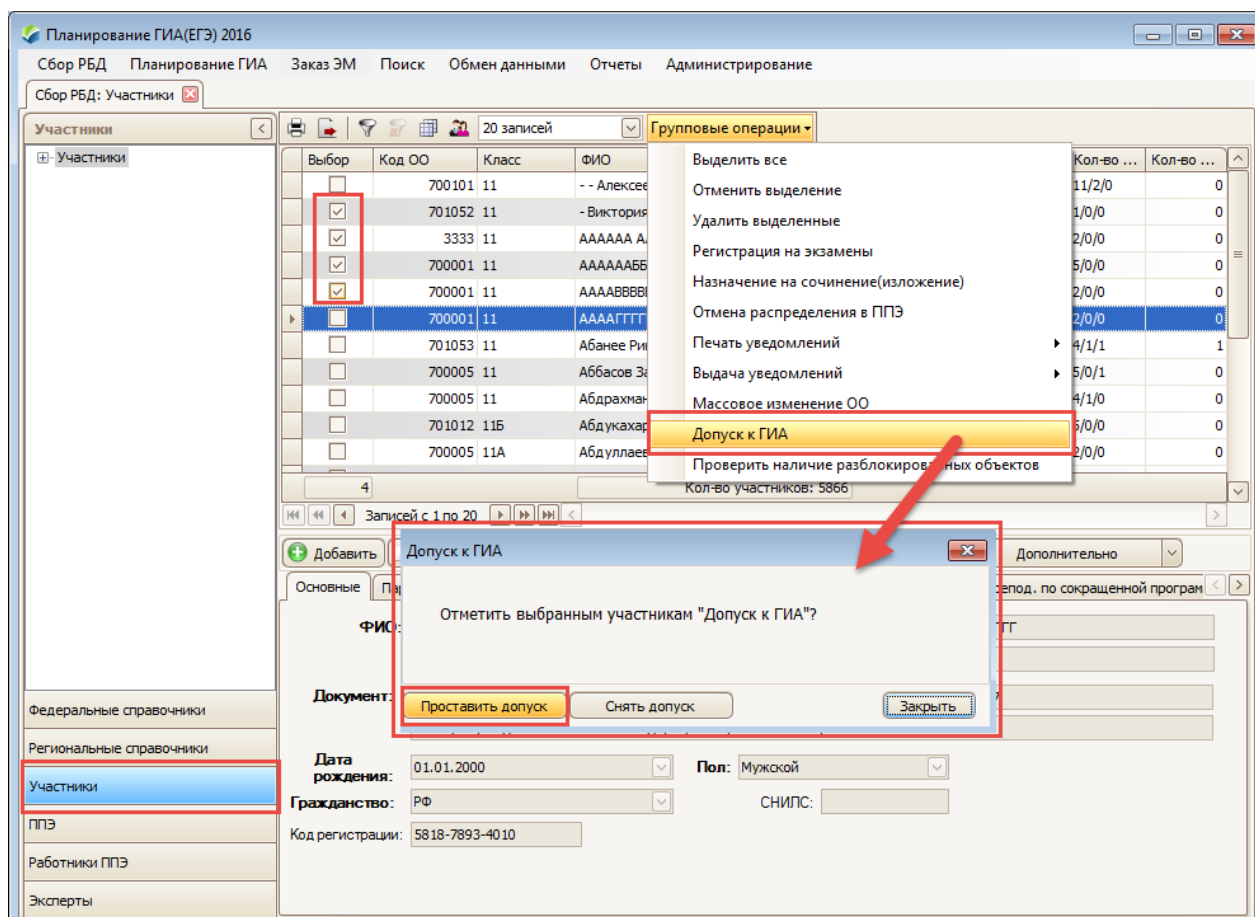 Планирование ГИА(ЕГЭ) 2016
Сбор РБД Планирование ГИА Заказ ЭМ Поиск Обмен данными Отчеты Администрирование
Сбор РБД: Участники
Участники
Участники
20 записей Групповые операции
Выбор Код ОО Класс ФИО Кол-во ... Кол-во ...
700101 11 - - Алексее 11/2/0 0
701052 11 - Виктория 1/0/0 0
3333 11 АААААА А 2/0/0 0
700001 11 ААААААББ 5/0/0 0
700001 11 ААААВВВВ 2/0/0 0
700001 11 ААААГГГГ 2/0/0 0
701053 11 Абанее Ри 4/1/1 1
700005 11 Аббасов За 5/0/1 0
700005 11 Абдрахман 4/1/0 0
701012 11Б Абдукахар 5/0/0 0
700005 11А Абдуллаев 2/0/0 0
4 Кол-во участников: 5866
Выделить все
Отменить выделение
Удалить выделенные
Регистрация на экзамены
Назначение на сочинение(изложение)
Отмена распределения в ППЭ
Печать уведомлений
Выдача уведомлений
Массовое изменение ОО
Допуск к ГИА
Проверить наличие разблокированных объектов
Записей с 1 по 20
Добавить Дополнительно
Основные Пар епод. по сокращенной програм
Допуск к ГИА
Отметить выбранным участникам "Допуск к ГИА"?
Проставить допуск Снять допуск Закрыть
ФИО: ГГ
Документ:
Дата рождения: 01.01.2000 Пол: Мужской
Гражданство: РФ СНИЛС:
Код регистрации: 5818-7893-4010
Федеральные справочники
Региональные справочники
Участники
ППЭ
Работники ППЭ
Эксперты